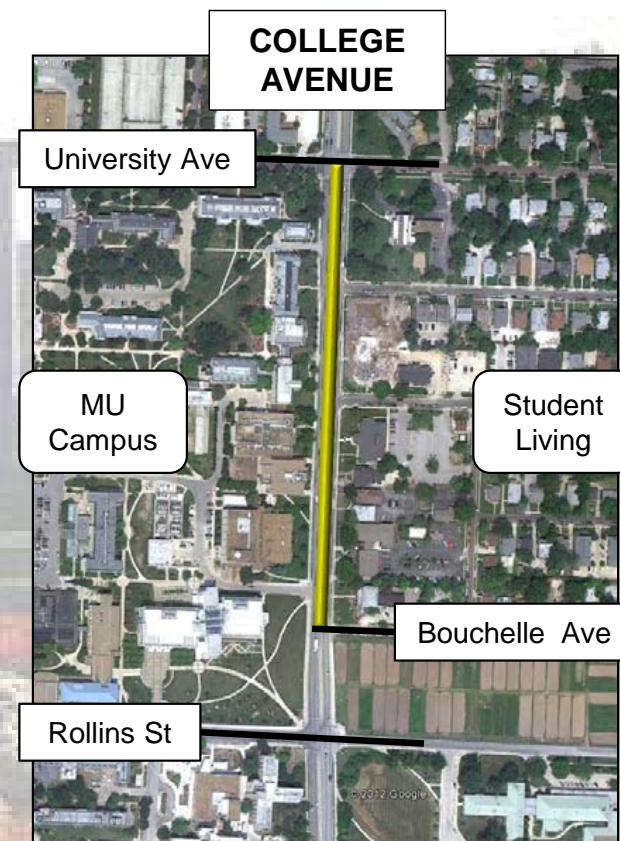 COLLEGE
AVENUE
University Ave
MU
Campus
Student
Living
Bouchelle Ave
Rollins St
© 2012 Google